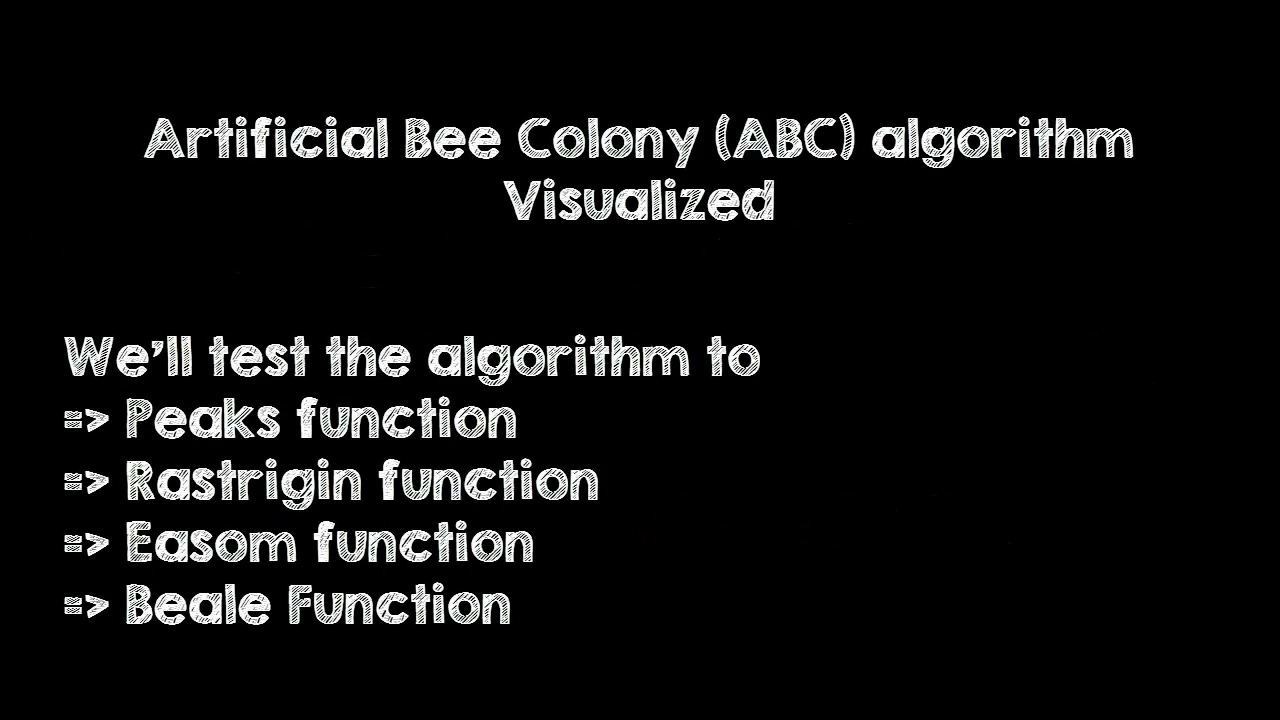 Artificial Bee Colony (ABC) algorithm
Visualized
We'll test the algorithm to
=> Peaks function
=> Rastrigin function
=> Easom function
=> Beale Function